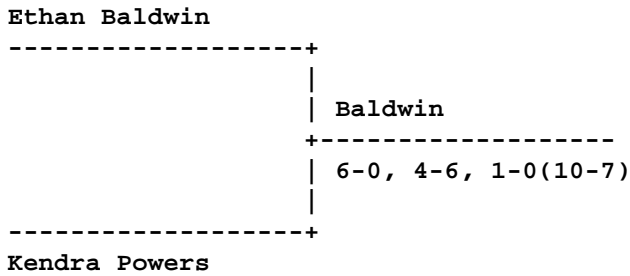 Ethan Baldwin
Baldwin
6-0, 4-6, 1-0(10-7)
Kendra Powers